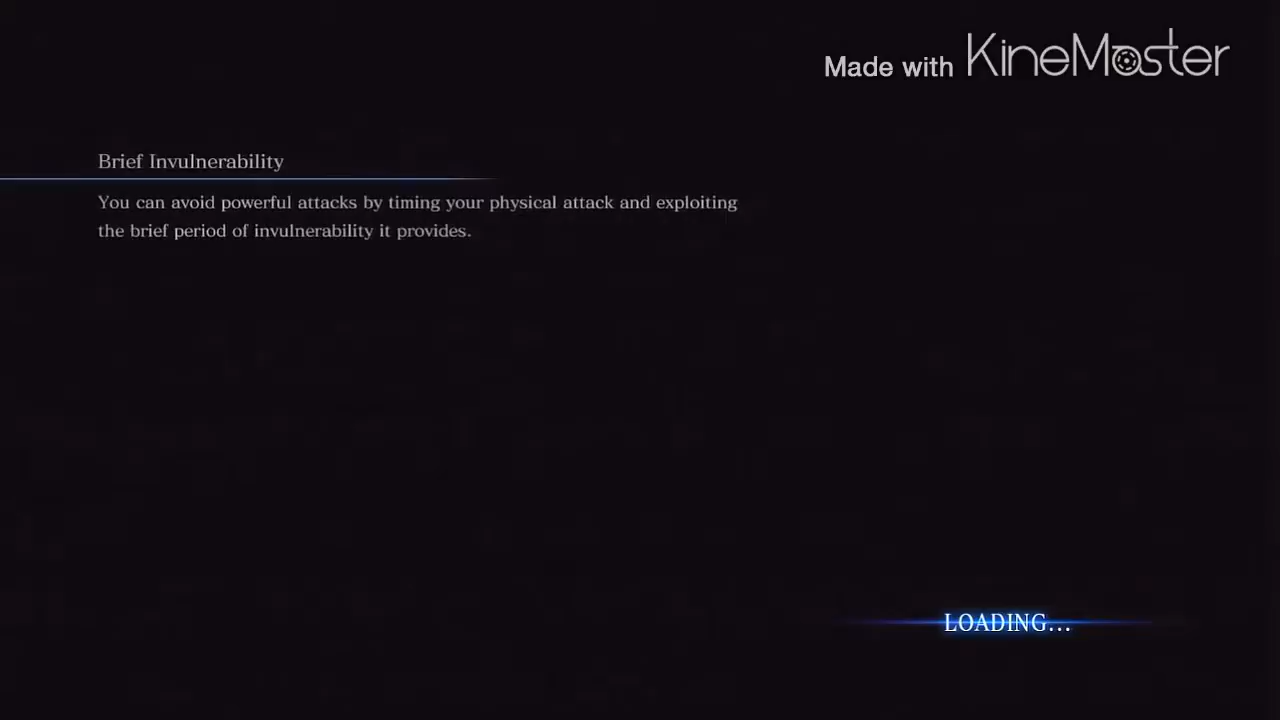 Made with KineMaster
Brief Invulnerability
You can avoid powerful attacks by timing your physical attack and exploiting
the brief period of invulnerability it provides.
LOADING...